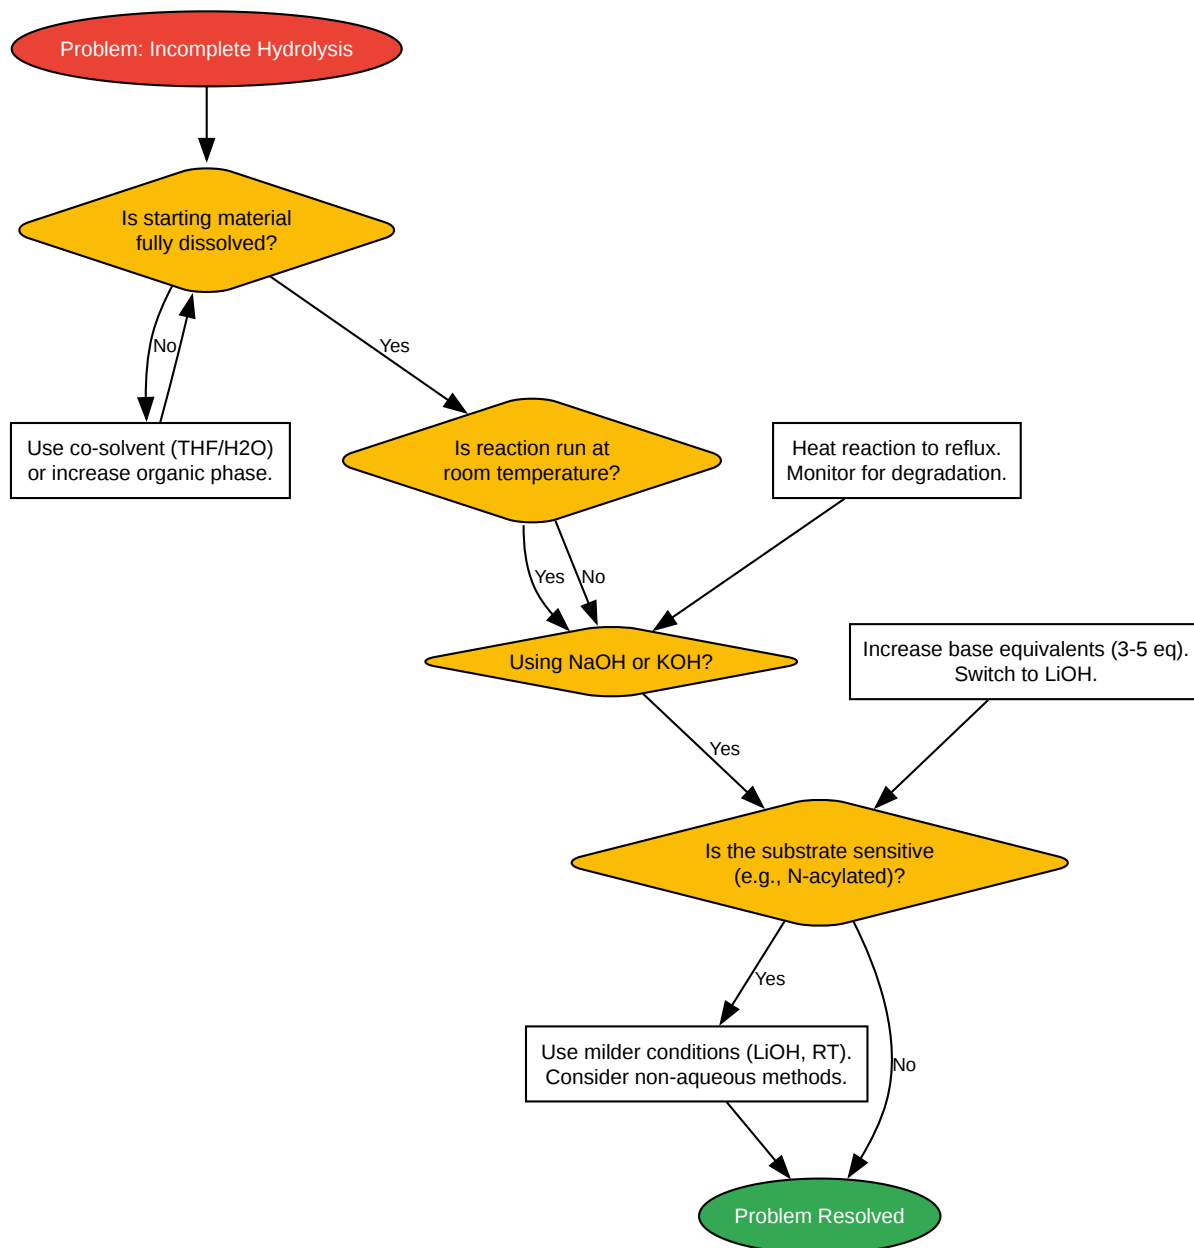 Problem: Incomplete Hydrolysis
Is starting material
fully dissolved?
No
Yes
Use co-solvent (THF/H2O)
or increase organic phase.
Is reaction run at
room temperature?
Heat reaction to reflux.
Monitor for degradation.
Yes
No
Using NaOH or KOH?
Increase base equivalents (3-5 eq).
Switch to LiOH.
Yes
Is the substrate sensitive
(e.g., N-acylated)?
Yes
No
Use milder conditions (LiOH, RT).
Consider non-aqueous methods.
Problem Resolved